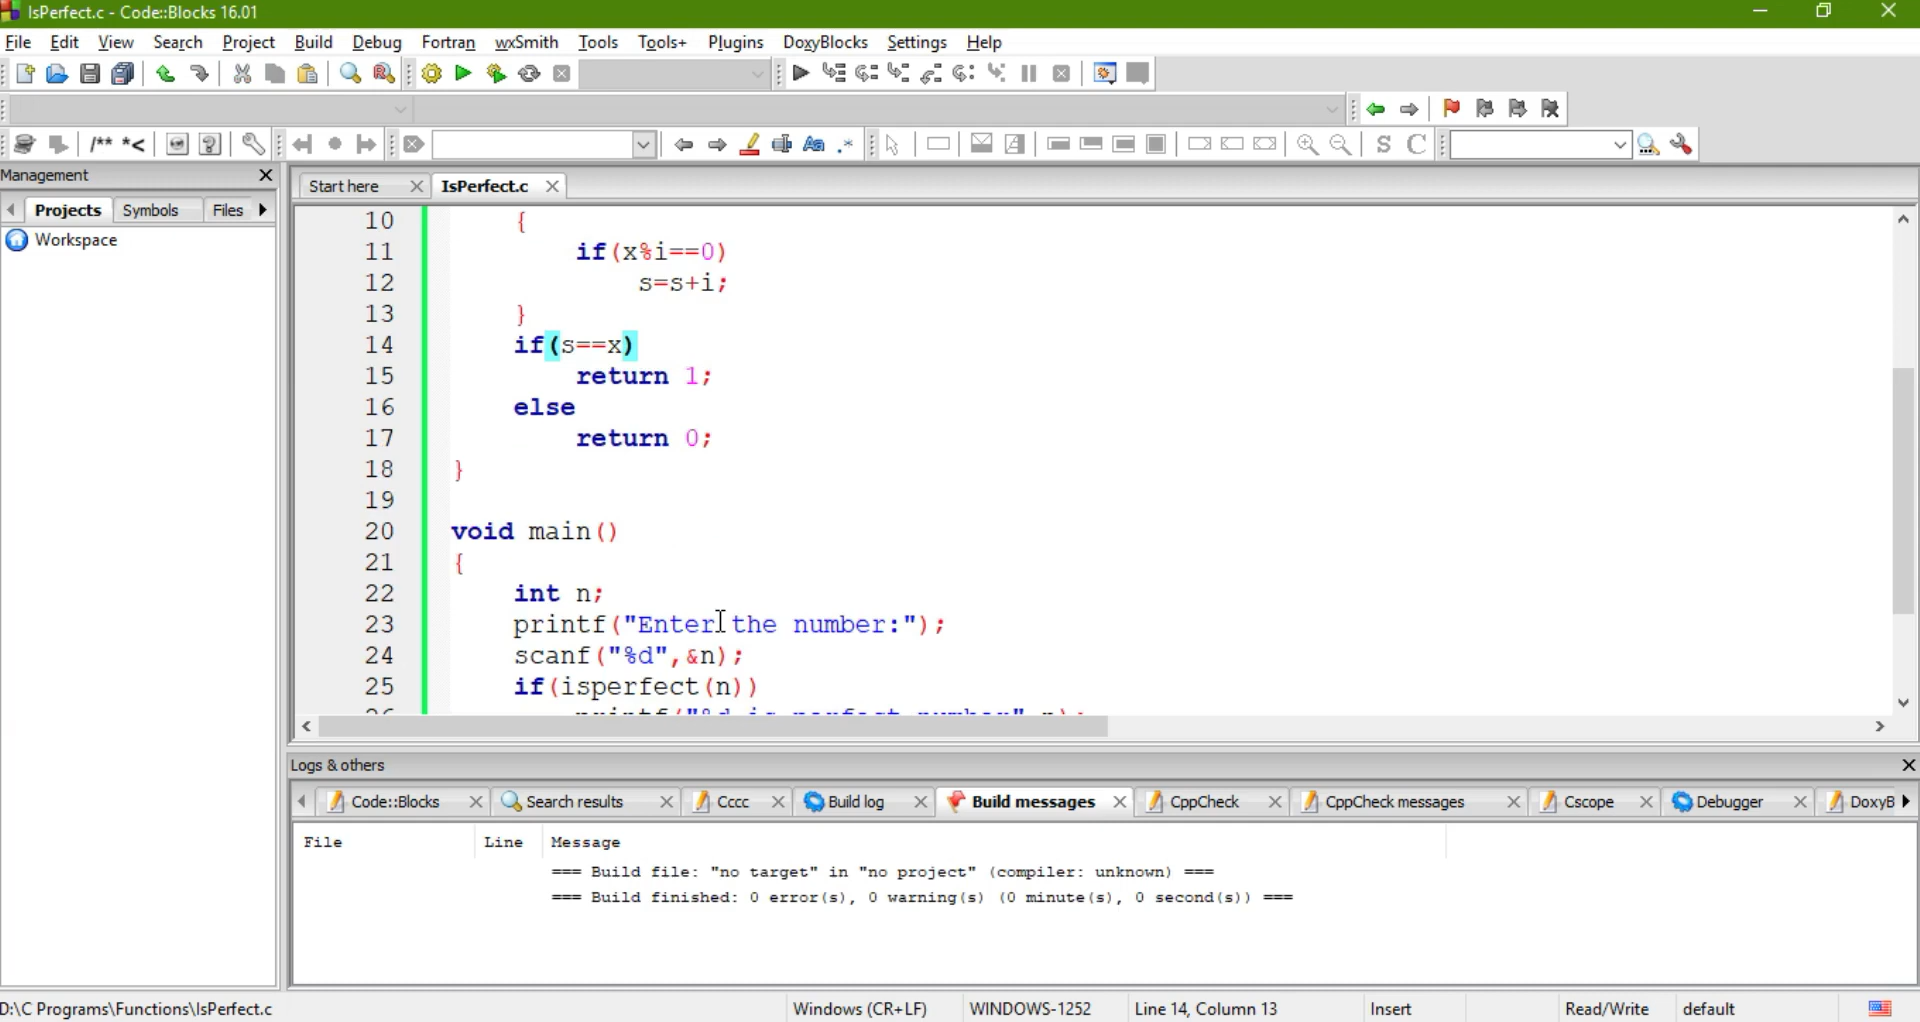 IsPerfect.c - Code::Blocks 16.01
File Edit View Search Project Build Debug Fortran wxSmith Tools Tools+ Plugins DoxyBlocks Settings Help
/** *< Aa .* S C
Management
Projects Symbols Files
Workspace
Start here IsPerfect.c
10 {
11 if(x%i==0)
12 s=s+i;
13 }
14 if(s==x)
15 return 1;
16 else
17 return 0;
18 }
19
20 void main()
21 {
22 int n;
23 printf("Enter the number:");
24 scanf("%d",&n);
25 if(isperfect(n))
26 printf("%d is perfect number",n);
Logs & others
Code::Blocks Search results Cccc Build log Build messages CppCheck CppCheck messages Cscope Debugger DoxyB
File Line Message
=== Build file: "no target" in "no project" (compiler: unknown) ===
=== Build finished: 0 error(s), 0 warning(s) (0 minute(s), 0 second(s)) ===
D:\C Programs\Functions\IsPerfect.c Windows (CR+LF) WINDOWS-1252 Line 14, Column 13 Insert Read/Write default